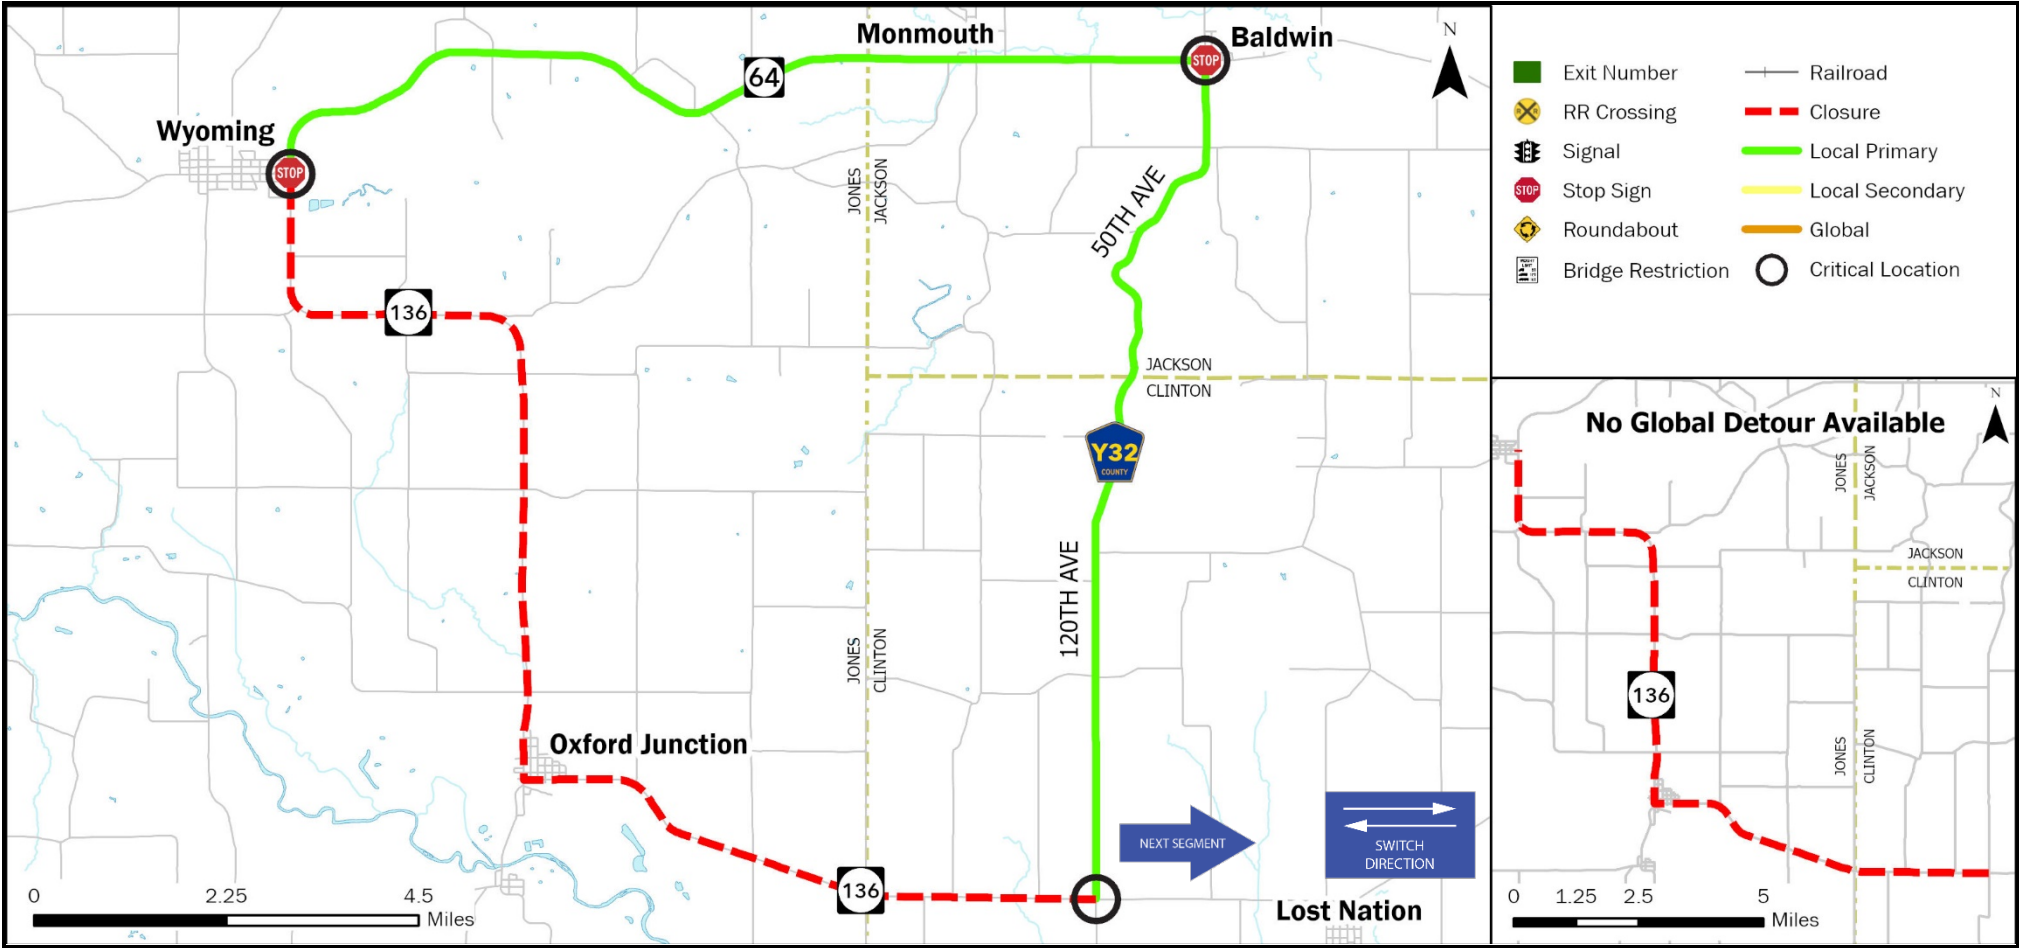 Monmouth
Baldwin
N
STOP
64
Wyoming
STOP
JONES
JACKSON
50TH AVE
136
JACKSON
CLINTON
Y32
COUNTY
120TH AVE
JONES
CLINTON
Oxford Junction
NEXT SEGMENT
SWITCH
DIRECTION
136
Lost Nation
0 2.25 4.5
Miles
Exit Number
RR Crossing
Signal
STOP
Stop Sign
Roundabout
Bridge Restriction
Railroad
Closure
Local Primary
Local Secondary
Global
Critical Location
No Global Detour Available
N
JONES
JACKSON
JACKSON
CLINTON
136
JONES
CLINTON
0 1.25 2.5 5
Miles